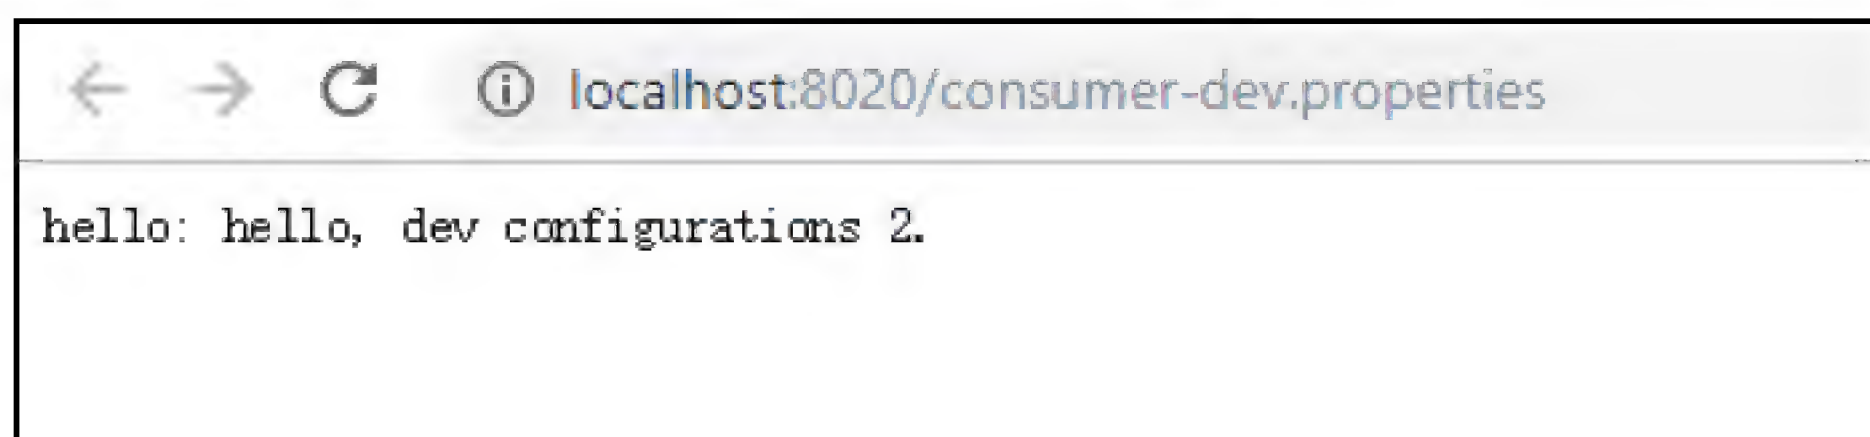 localhost:8020/consumer-dev.properties
hello: hello, dev configurations 2.